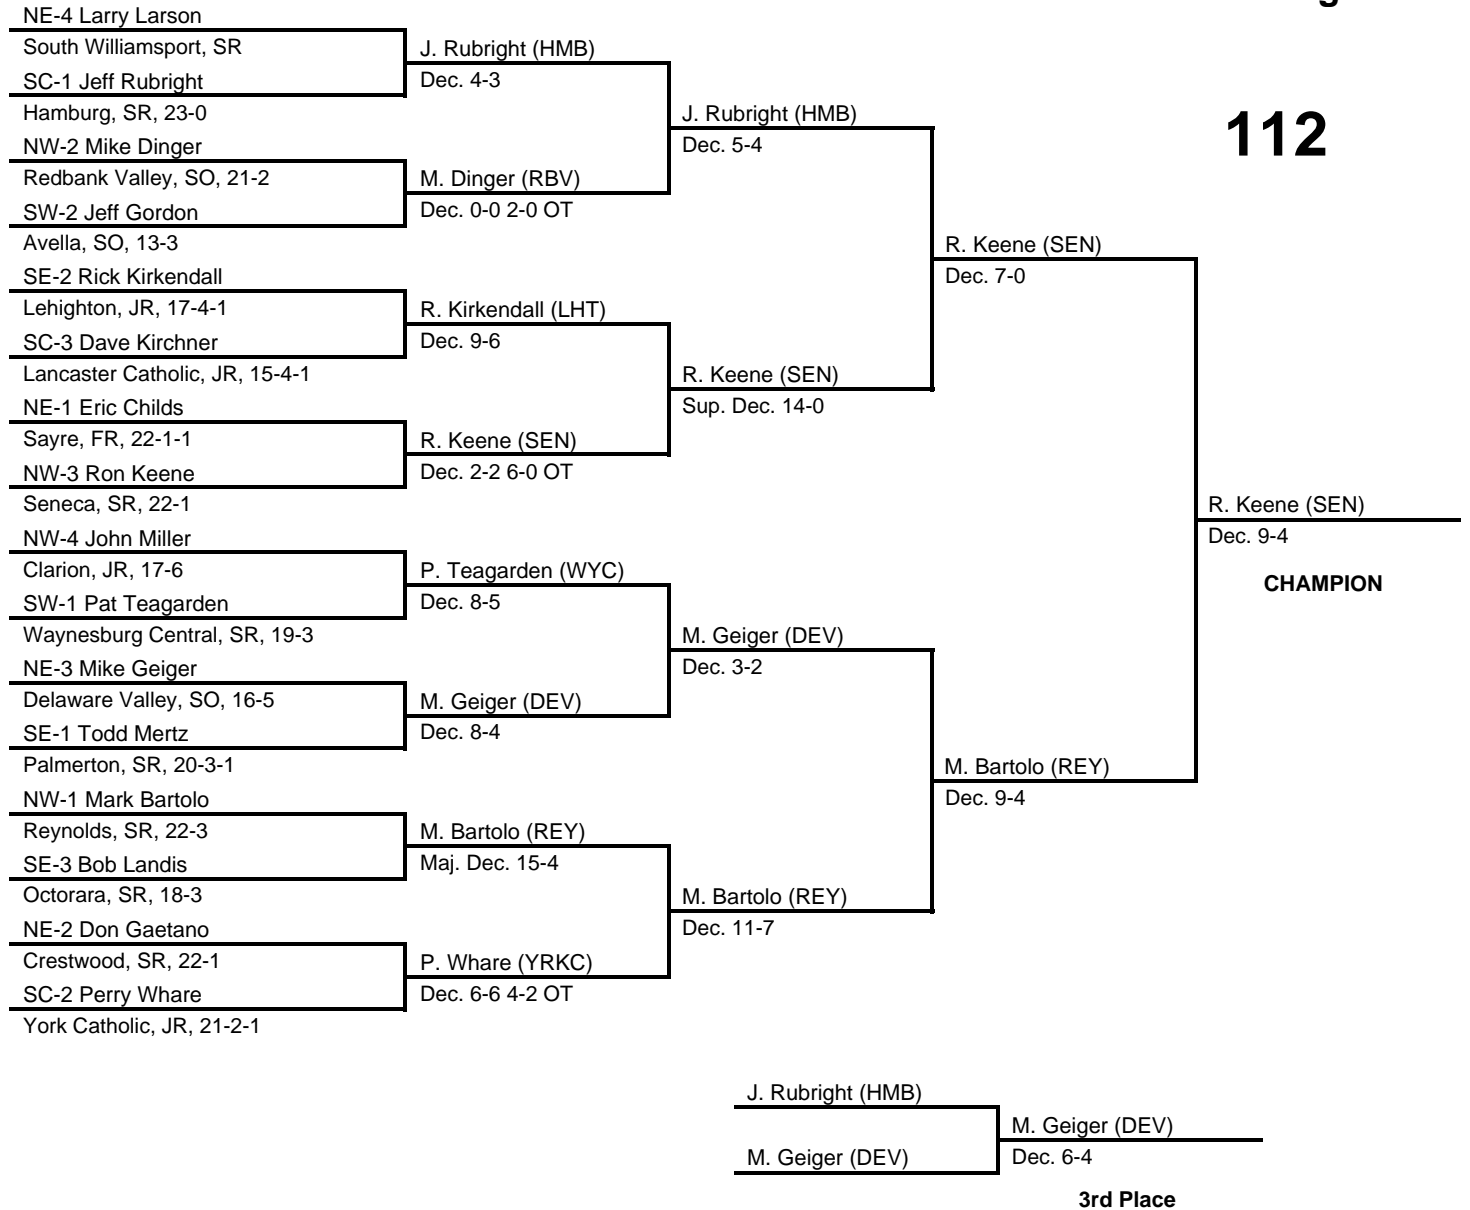 NE-4 Larry Larson
South Williamsport, SR
SC-1 Jeff Rubright
Hamburg, SR, 23-0
NW-2 Mike Dinger
Redbank Valley, SO, 21-2
SW-2 Jeff Gordon
Avella, SO, 13-3
SE-2 Rick Kirkendall
Lehighton, JR, 17-4-1
SC-3 Dave Kirchner
Lancaster Catholic, JR, 15-4-1
NE-1 Eric Childs
Sayre, FR, 22-1-1
NW-3 Ron Keene
Seneca, SR, 22-1
NW-4 John Miller
Clarion, JR, 17-6
SW-1 Pat Teagarden
Waynesburg Central, SR, 19-3
NE-3 Mike Geiger
Delaware Valley, SO, 16-5
SE-1 Todd Mertz
Palmerton, SR, 20-3-1
NW-1 Mark Bartolo
Reynolds, SR, 22-3
SE-3 Bob Landis
Octorara, SR, 18-3
NE-2 Don Gaetano
Crestwood, SR, 22-1
SC-2 Perry Whare
York Catholic, JR, 21-2-1
J. Rubright (HMB)
Dec. 4-3
M. Dinger (RBV)
Dec. 0-0 2-0 OT
R. Kirkendall (LHT)
Dec. 9-6
R. Keene (SEN)
Dec. 2-2 6-0 OT
P. Teagarden (WYC)
Dec. 8-5
M. Geiger (DEV)
Dec. 8-4
M. Bartolo (REY)
Maj. Dec. 15-4
P. Whare (YRKC)
Dec. 6-6 4-2 OT
J. Rubright (HMB)
Dec. 5-4
R. Keene (SEN)
Sup. Dec. 14-0
M. Geiger (DEV)
Dec. 3-2
M. Bartolo (REY)
Dec. 11-7
R. Keene (SEN)
Dec. 7-0
M. Bartolo (REY)
Dec. 9-4
112
R. Keene (SEN)
Dec. 9-4
CHAMPION
J. Rubright (HMB)
M. Geiger (DEV)
M. Geiger (DEV)
Dec. 6-4
3rd Place